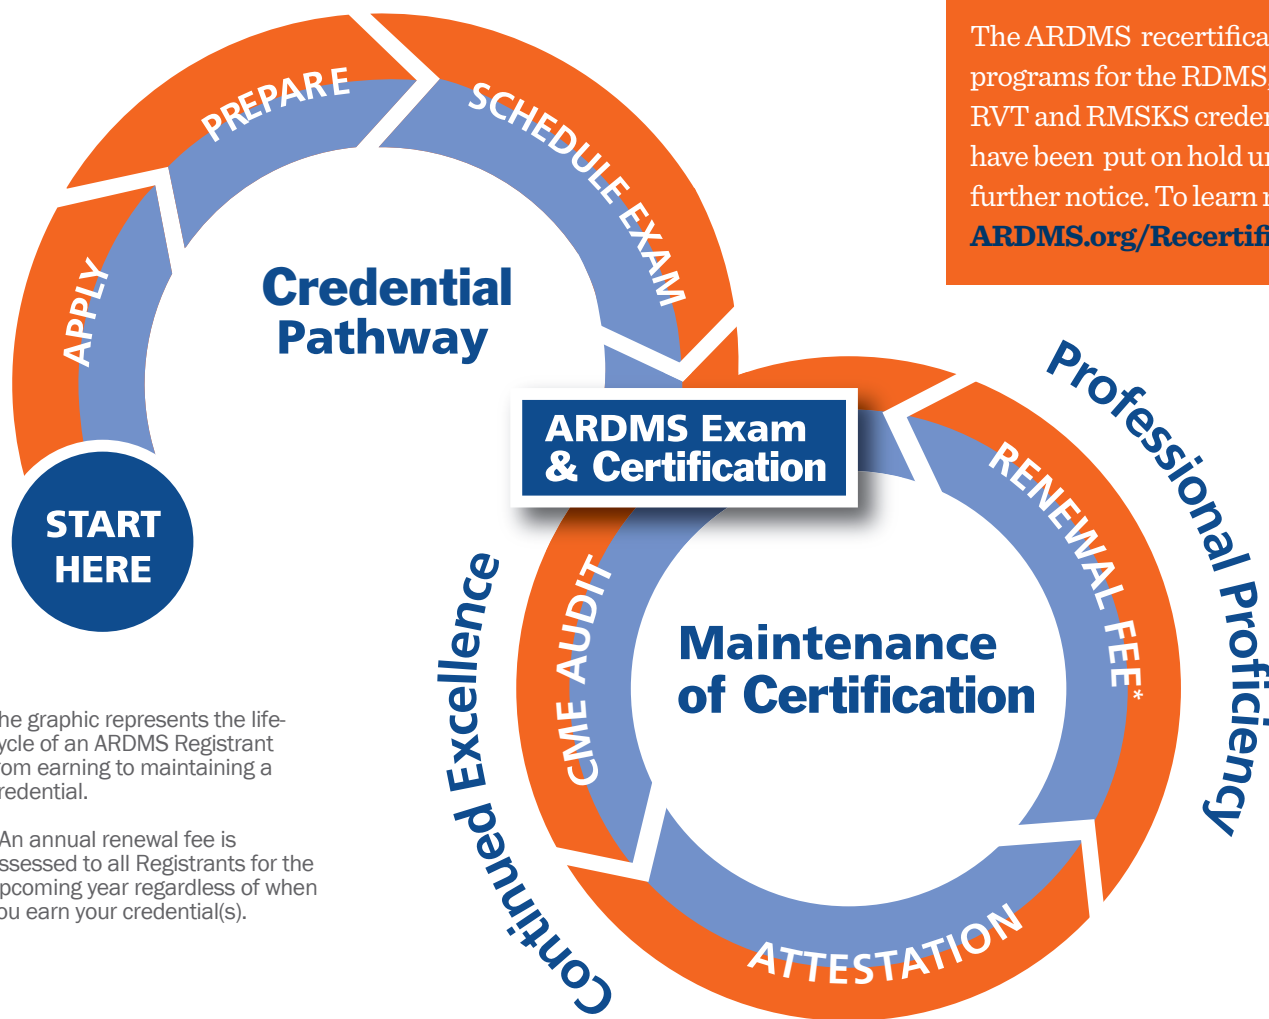 The ARDMS recertifica
programs for the RDMS,
RVT and RMSKS creden
have been put on hold un
further notice. To learn
ARDMS.org/Recertifi
PREPARE
SCHEDULE EXAM
APPLY
Credential
Pathway
START
HERE
ARDMS Exam
& Certification
Professional Proficiency
RENEWAL FEE*
CME AUDIT
Continued Excellence
Maintenance
of Certification
ATTESTATION
he graphic represents the life-
ycle of an ARDMS Registrant
rom earning to maintaining a
redential.
An annual renewal fee is
ssessed to all Registrants for the
pcoming year regardless of when
ou earn your credential(s).